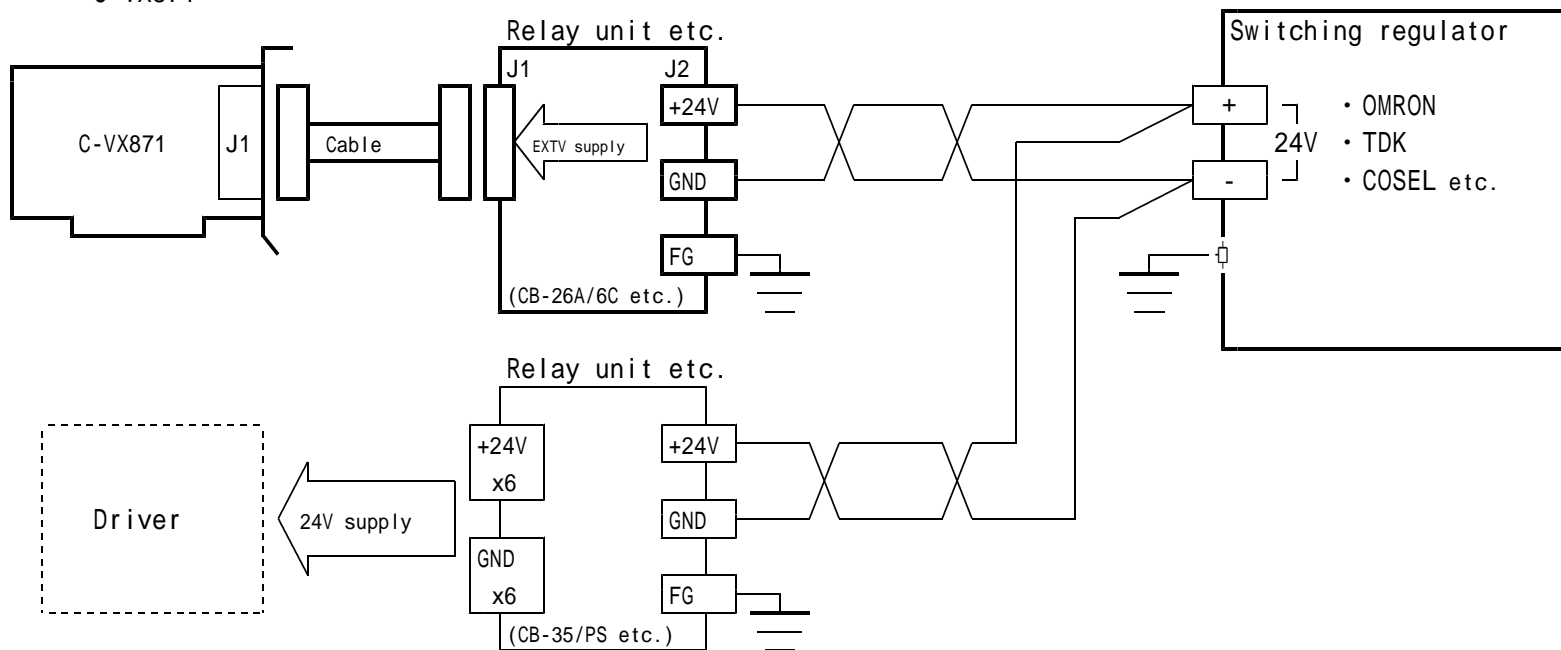 Relay unit etc.
Switching regulator
J1
J2
+24V
+
・OMRON
C-VX871
J1
Cable
EXTV supply
24V
・TDK
GND
-
・COSEL etc.
FG
(CB-26A/6C etc.)
Relay unit etc.
+24V
x6
+24V
Driver
24V supply
GND
GND
x6
FG
(CB-35/PS etc.)